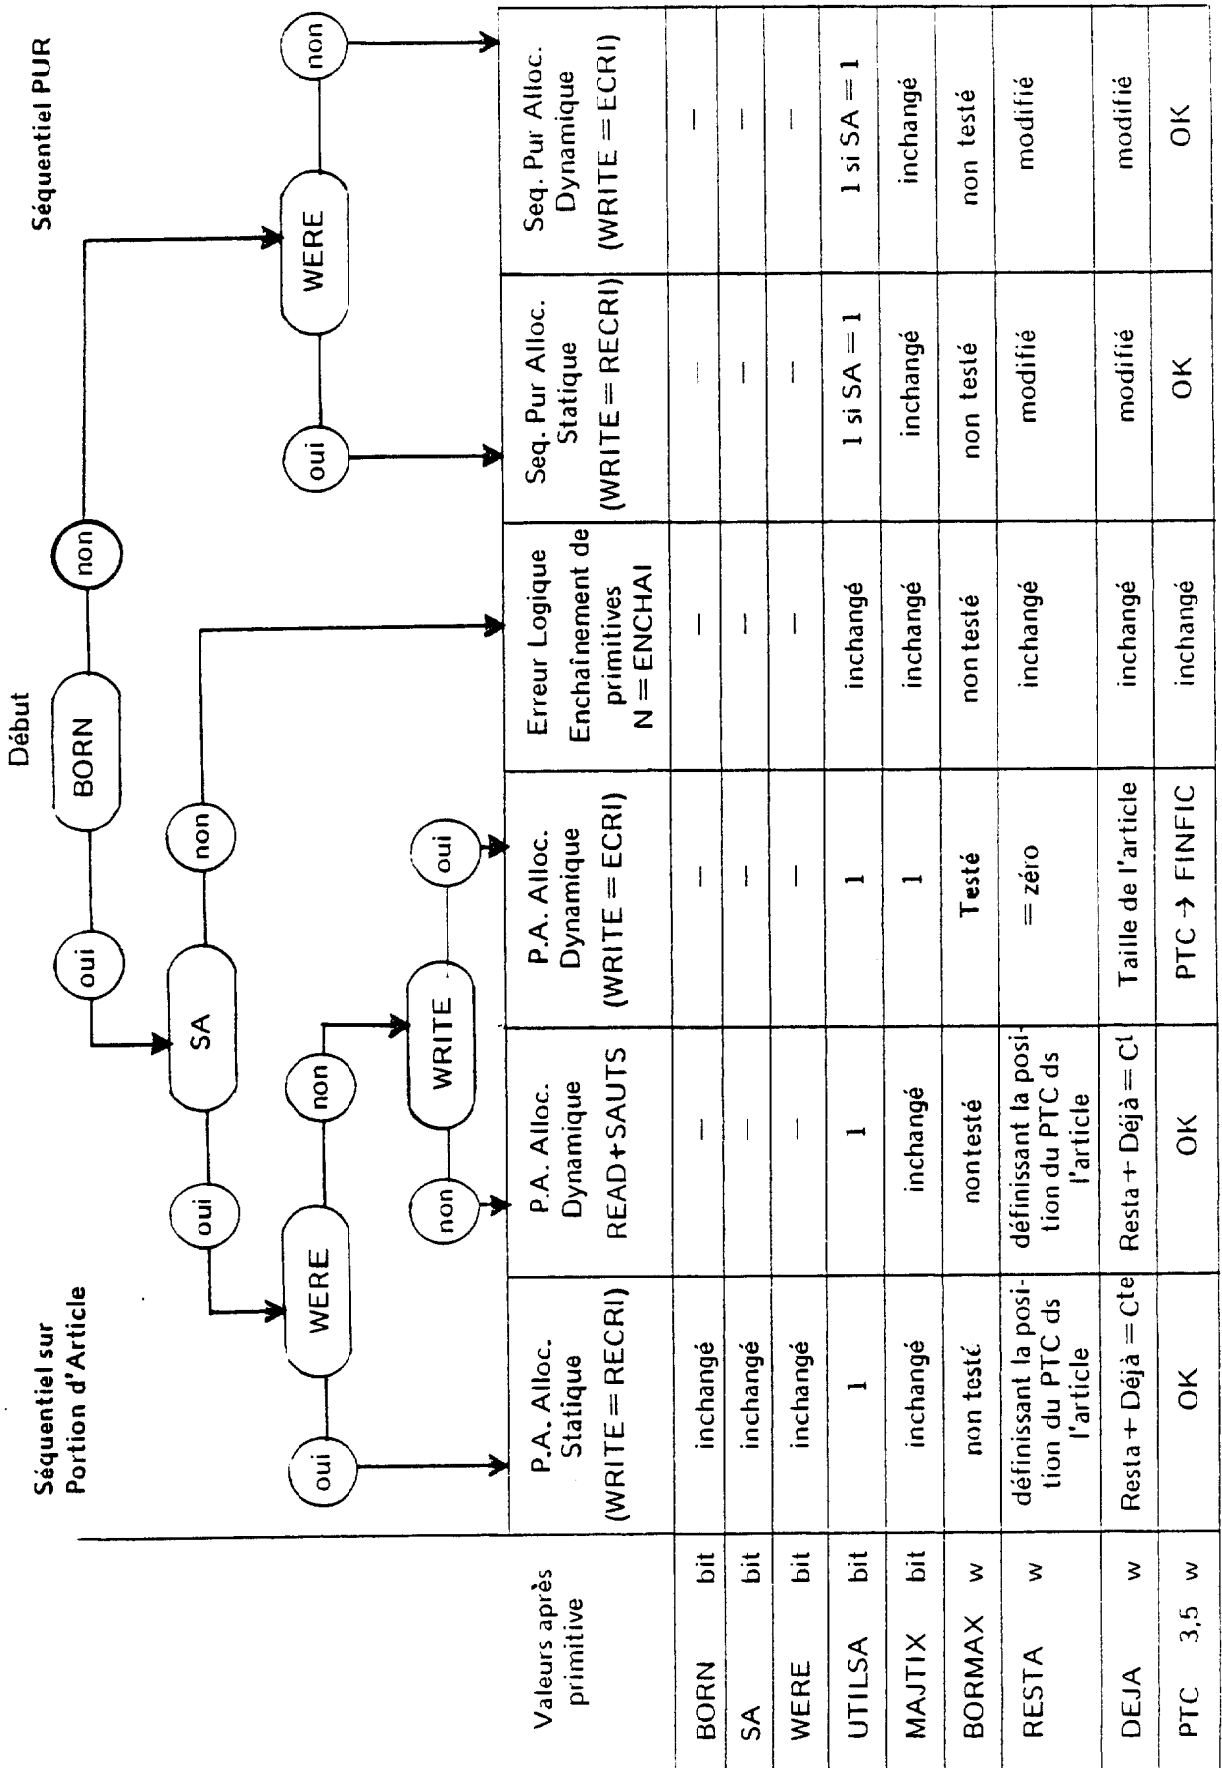 Début
Séquentiel sur
Portion d'Article
Séquentiel PUR
BORN
oui
non
SA
oui
non
WERE
oui
non
WERE
oui
non
WRITE
non
oui
Valeurs après
primitive
P.A. Alloc.
Statique
(WRITE = RECRI)
P.A. Alloc.
Dynamique
READ+SAUTS
P.A. Alloc.
Dynamique
(WRITE = ECRI)
Erreur Logique
Enchaînement de
primitives
N = ENCHAI
Seq. Pur Alloc.
Statique
(WRITE = RECRI)
Seq. Pur Alloc.
Dynamique
(WRITE = ECRI)
BORN bit inchangé — — — — —
SA bit inchangé — — — — —
WERE bit inchangé — — — — —
UTILSA bit 1 1 1 inchangé 1 si SA = 1 1 si SA = 1
MAJTIX bit inchangé inchangé 1 inchangé inchangé inchangé
BORMAX w non testé non testé Testé non testé non testé non testé
RESTA w
définissant la posi-
tion du PTC ds
l'article
définissant la posi-
tion du PTC ds
l'article
= zéro
inchangé
modifié
modifié
DEJA w Resta + Déjà = Cte Resta + Déjà = Ct Taille de l'article inchangé modifié modifié
PTC 3,5 w OK OK PTC → FINFIC inchangé OK OK